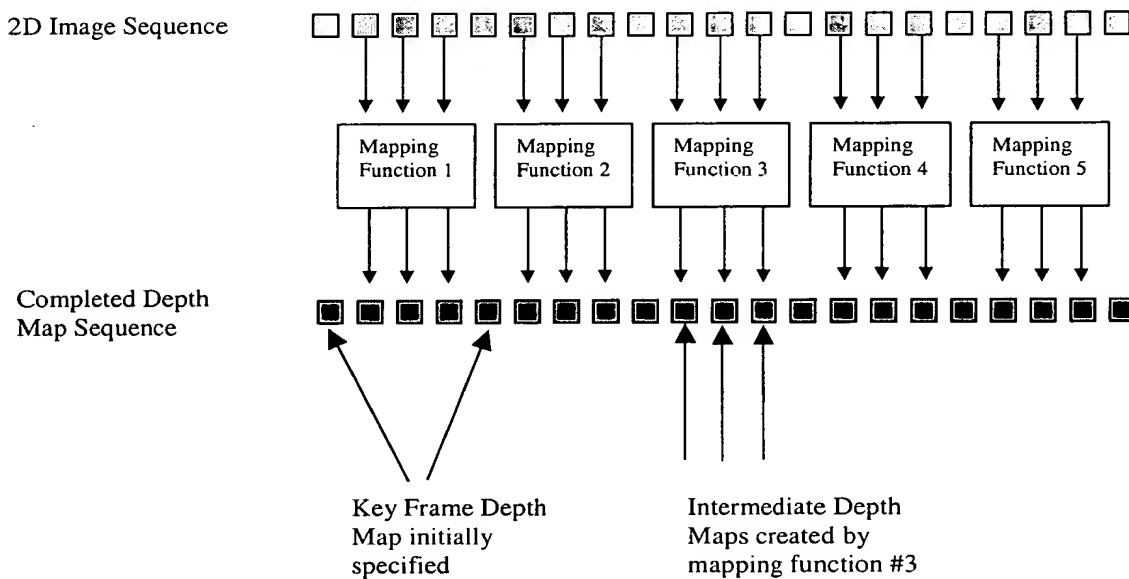 2D Image Sequence
Mapping
Function 1
Mapping
Function 2
Mapping
Function 3
Mapping
Function 4
Mapping
Function 5
Completed Depth
Map Sequence
Key Frame Depth
Map initially
specified
Intermediate Depth
Maps created by
mapping function #3